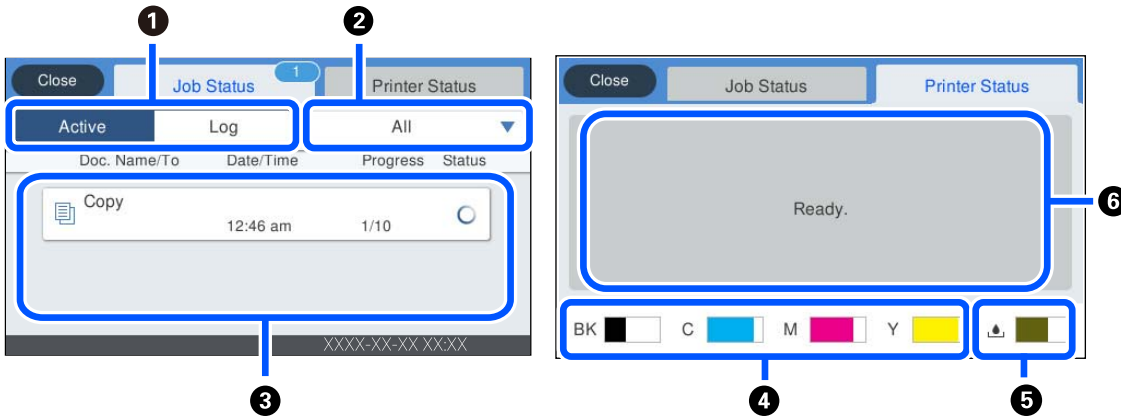 1 2
Close Job Status 1 Printer Status
Active Log All
Doc. Name/To Date/Time Progress Status
Copy
12:46 am 1/10
XXXX-XX-XX XX:XX
3
Close Job Status Printer Status
Ready.
6
BK C M Y
4 5